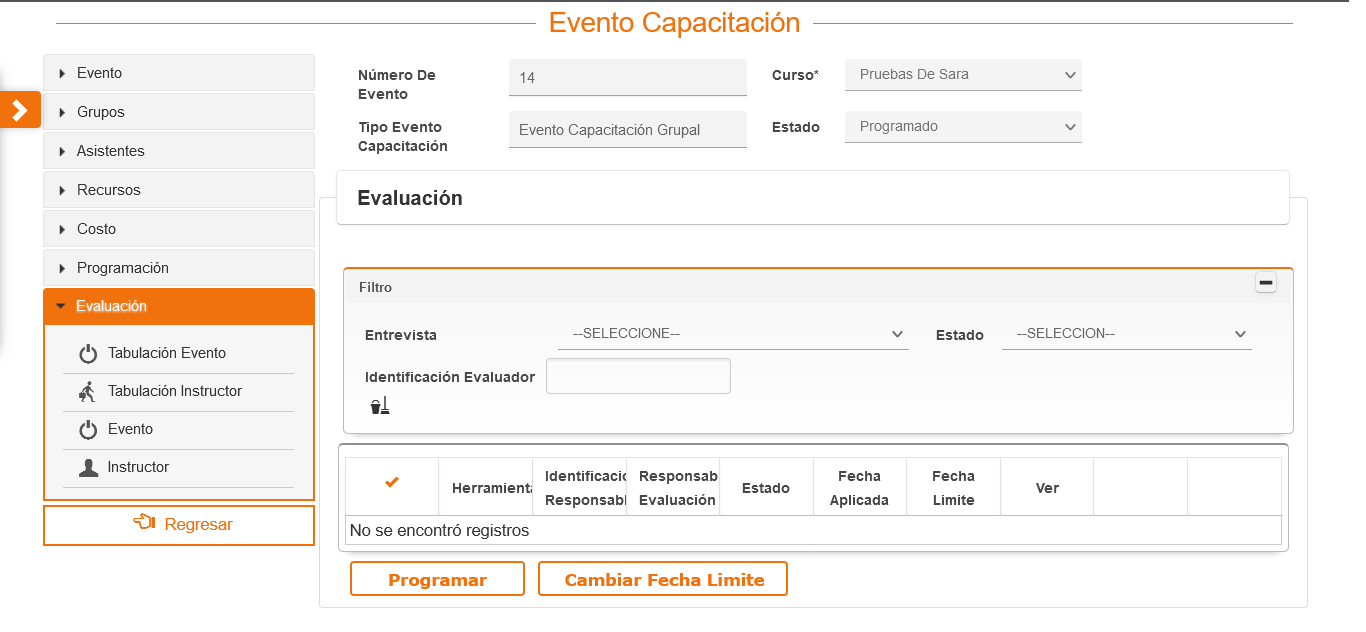 Evento Capacitación
Evento
Grupos
Asistentes
Recursos
Costo
Programación
Evaluación
Tabulación Evento
Tabulación Instructor
Evento
Instructor
Regresar
Número De
Evento
14
Curso*
Pruebas De Sara
Tipo Evento
Capacitación
Evento Capacitación Grupal
Estado
Programado
Evaluación
Filtro
Entrevista
--SELECCIONE--
Estado
--SELECCION--
Identificación Evaluador
Herramienta
Identificació
Responsabl
Responsab
Evaluación
Estado
Fecha
Aplicada
Fecha
Limite
Ver
No se encontró registros
Programar
Cambiar Fecha Limite